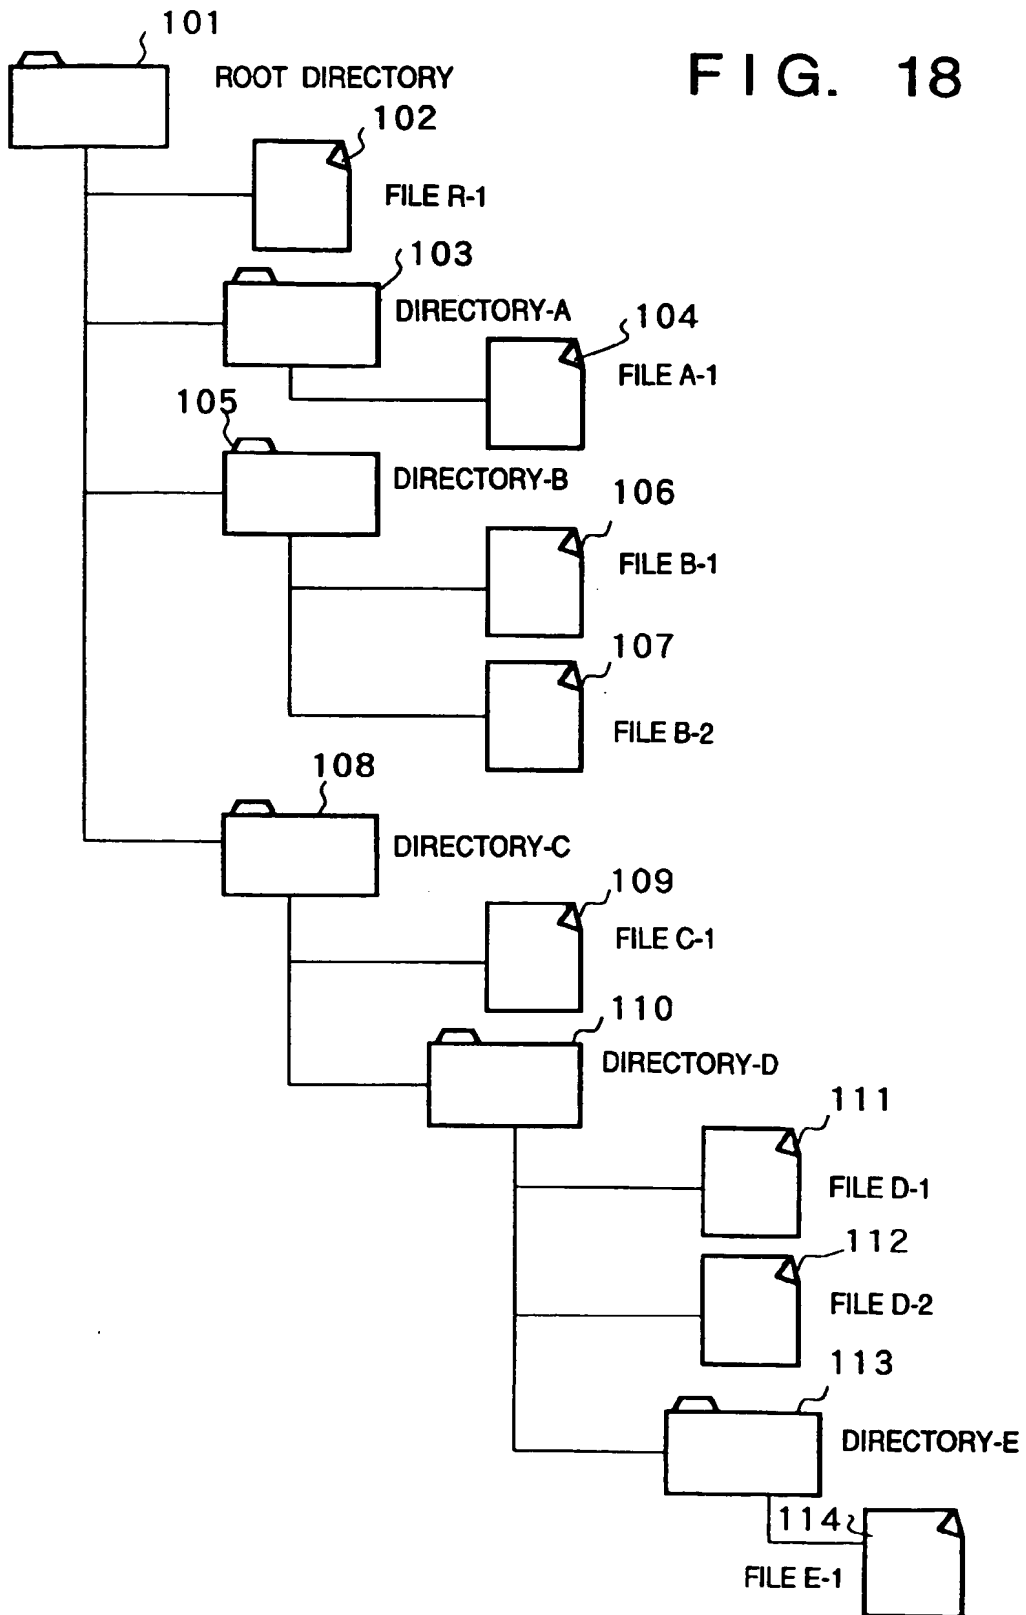 101
ROOT DIRECTORY
FIG. 18
102
FILE R-1
103
DIRECTORY-A
104
FILE A-1
105
DIRECTORY-B
106
FILE B-1
107
FILE B-2
108
DIRECTORY-C
109
FILE C-1
110
DIRECTORY-D
111
FILE D-1
112
FILE D-2
113
DIRECTORY-E
114
FILE E-1